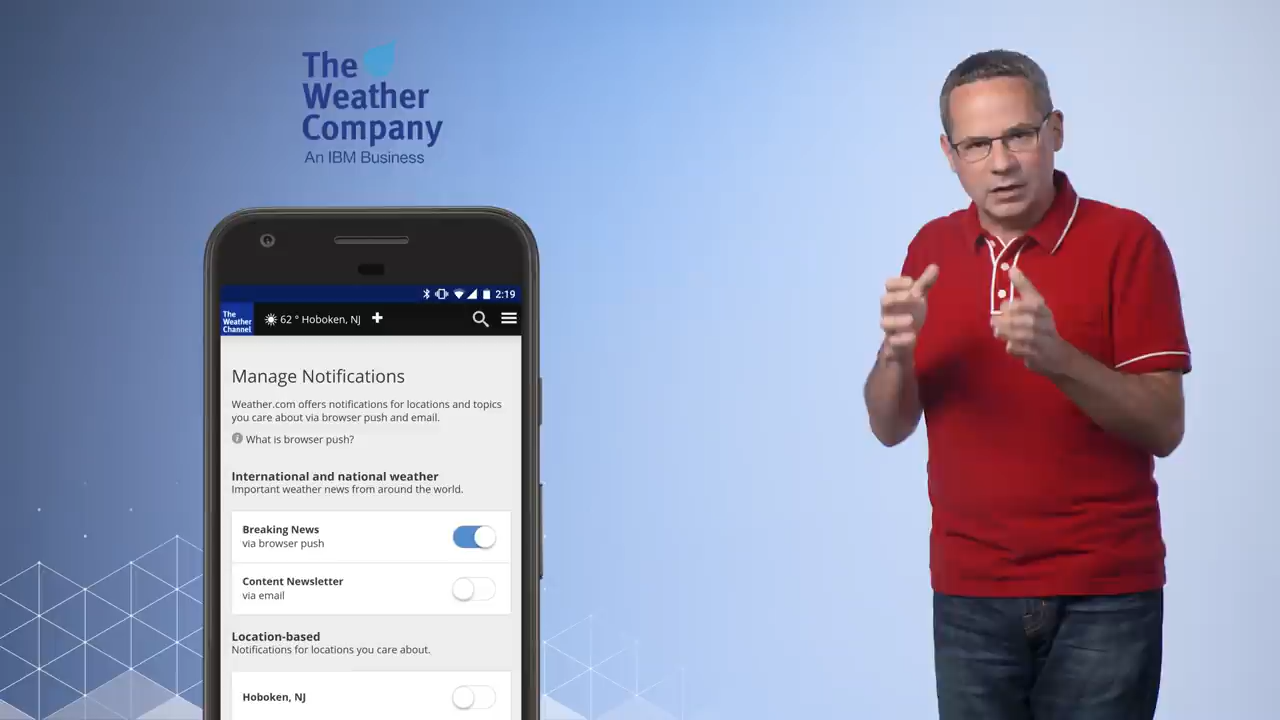 The
Weather
Company
An IBM Business
2:19
The
Weather
Channel
62 ° Hoboken, NJ
Manage Notifications
Weather.com offers notifications for locations and topics
you care about via browser push and email.
What is browser push?
International and national weather
Important weather news from around the world.
Breaking News
via browser push
Content Newsletter
via email
Location-based
Notifications for locations you care about.
Hoboken, NJ